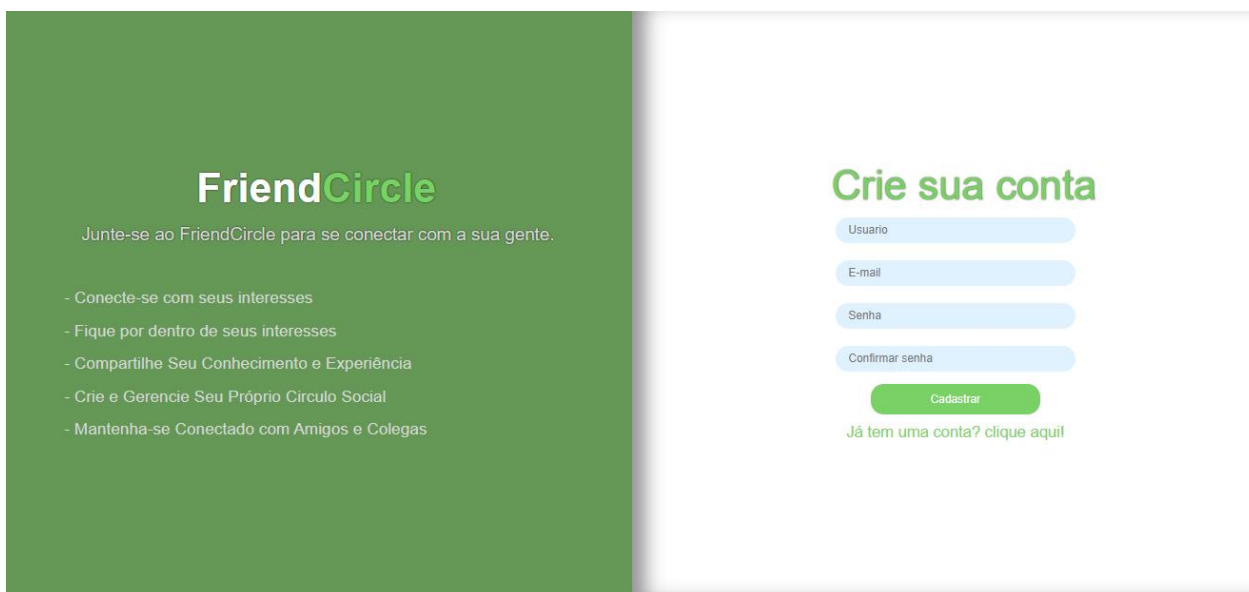 FriendCircle
Junte-se ao FriendCircle para se conectar com a sua gente.
- Conecte-se com seus interesses
- Fique por dentro de seus interesses
- Compartilhe Seu Conhecimento e Experiência
- Crie e Gerencie Seu Próprio Circulo Social
- Mantenha-se Conectado com Amigos e Colegas
Crie sua conta
Usuario
E-mail
Senha
Confirmar senha
Cadastrar
Já tem uma conta? clique aqui!